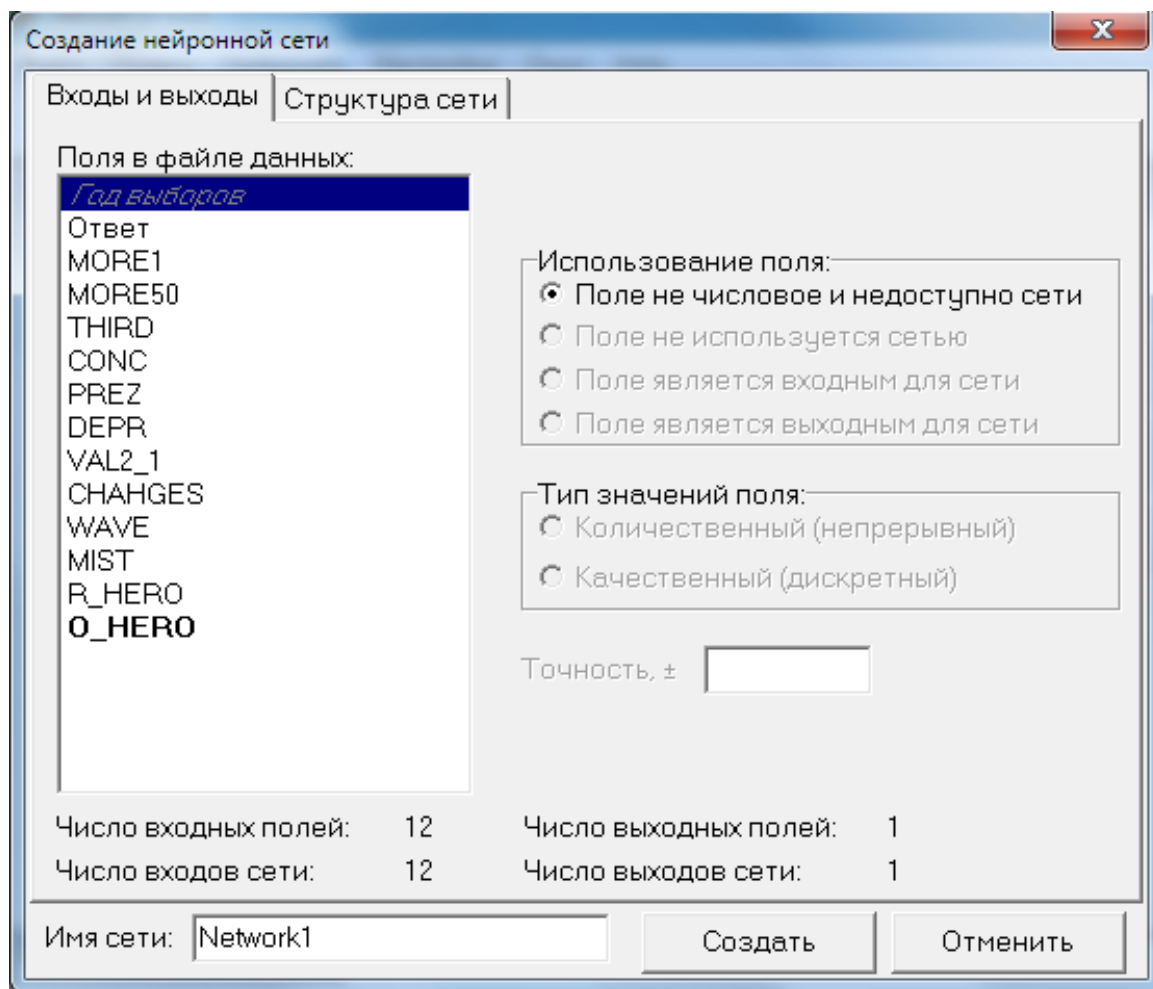 Создание нейронной сети
Входы и выходы
Структура сети
Поля в файле данных:
Год выборов
Ответ
MORE1
MORE50
THIRD
CONC
PREZ
DEPR
VAL2_1
CHAHGES
WAVE
MIST
R_HERO
O_HERO
Использование поля:
Поле не числовое и недоступно сети
Поле не используется сетью
Поле является входным для сети
Поле является выходным для сети
Тип значений поля:
Количественный (непрерывный)
Качественный (дискретный)
Точность, ±
Число входных полей: 12 Число выходных полей: 1
Число входов сети: 12 Число выходов сети: 1
Имя сети: Network1 Создать Отменить